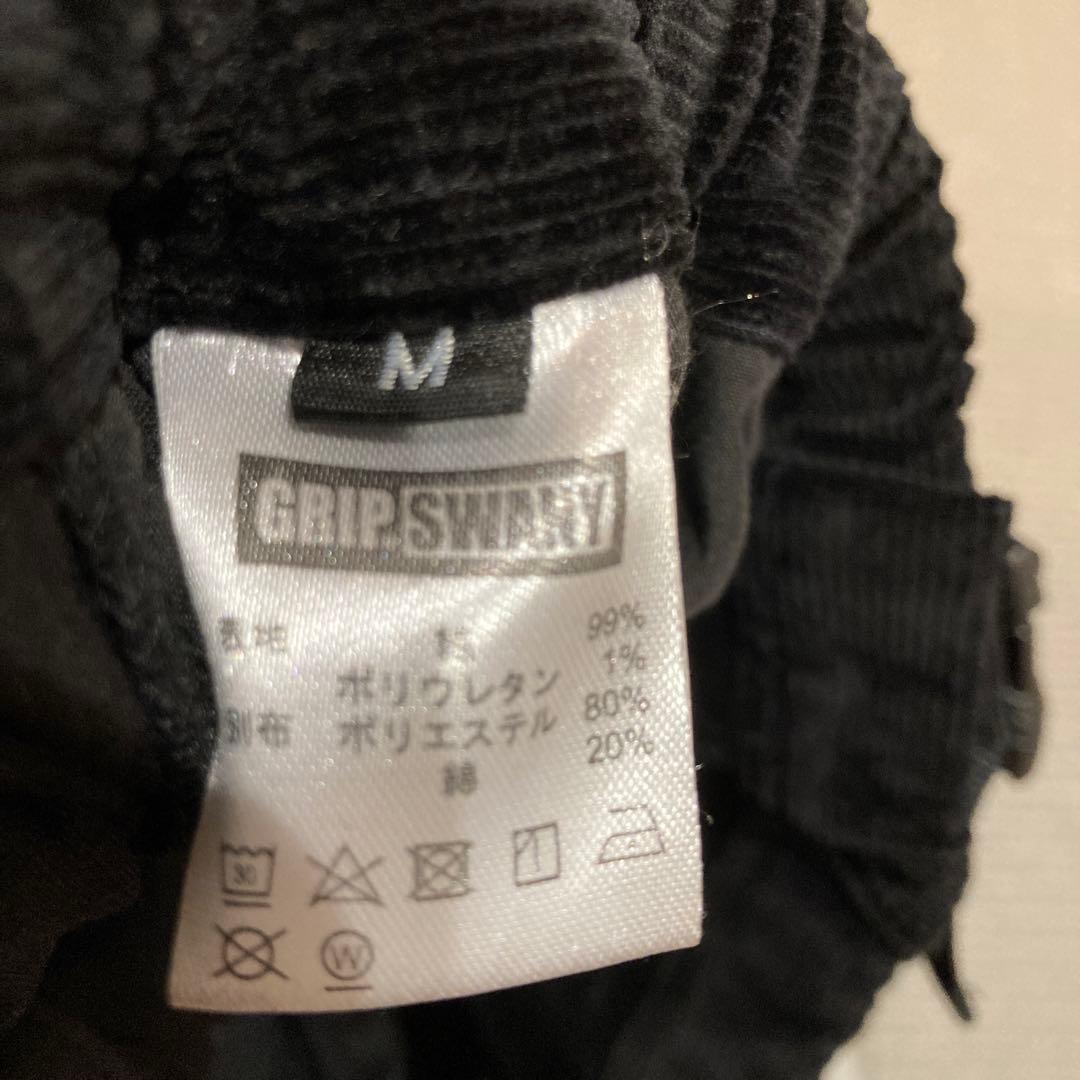 M
GRIP SWANY
表地 綿 99%
ポリウレタン 1%
別布 ポリエステル 80%
綿 20%
30
W